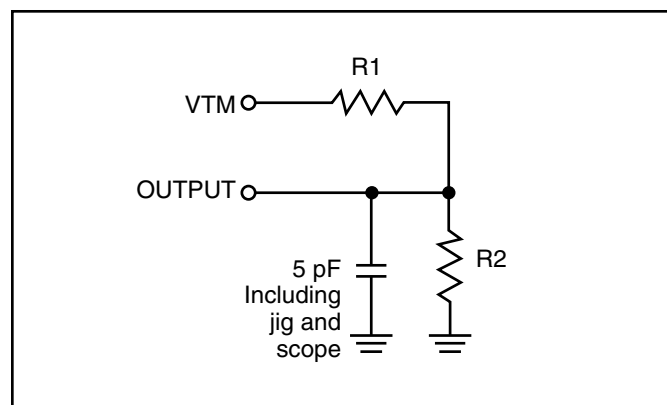 R1
VTM
OUTPUT
R2
5 pF
Including
jig and
scope